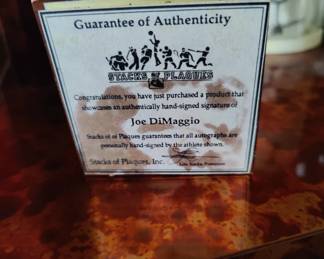 Guarantee of Authenticity
STACKS OF PLAQUES
Congratulations, you have just purchased a product that
showcases an authentically hand-signed signature of
Joe DiMaggio
Stacks of Plaques guarantees that all autographs are
personally hand-signed by the athlete shown.
Stacks of Plaques, Inc.
President